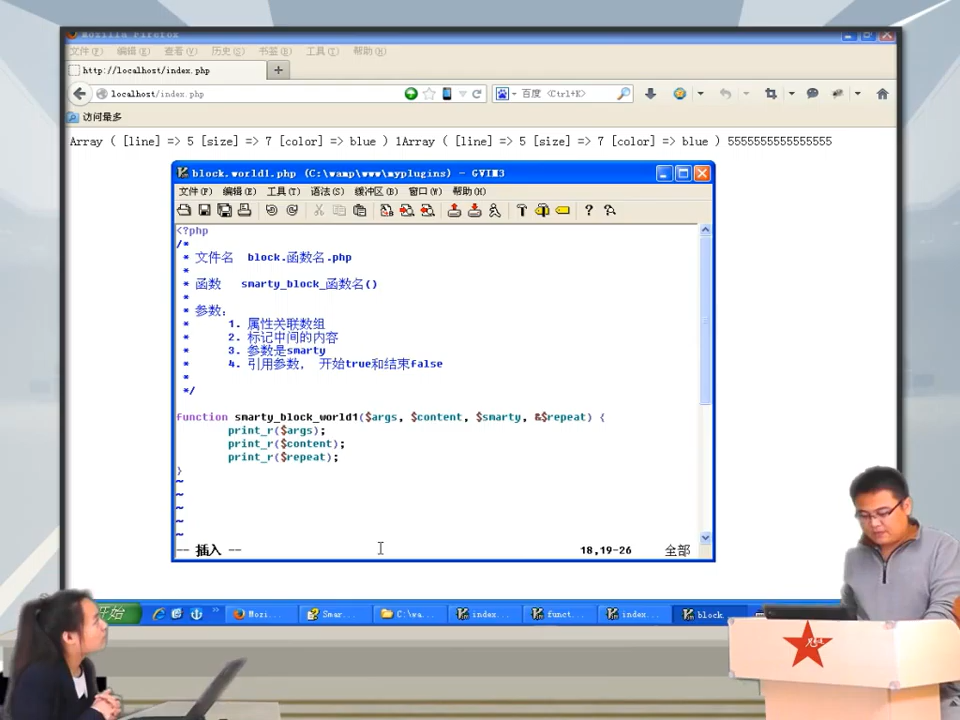 Mozilla Firefox
文件(F) 编辑(E) 查看(V) 历史(S) 书签(B) 工具(T) 帮助(H)
http://localhost/index.php
localhost/index.php
百度 <Ctrl+K>
访问最多
Array ( [line] => 5 [size] => 7 [color] => blue ) 1Array ( [line] => 5 [size] => 7 [color] => blue ) 5555555555555555
block.world1.php (C:\wamp\www\myplugins) - GVIM3
文件(F) 编辑(E) 工具(T) 语法(S) 缓冲区(B) 窗口(W) 帮助(H)
<?php
/*
* 文件名 block.函数名.php
*
* 函数 smarty_block_函数名()
*
* 参数:
* 1. 属性关联数组
* 2. 标记中间的内容
* 3. 参数是smarty
* 4. 引用参数, 开始true和结束false
*
*/
function smarty_block_world1($args, $content, $smarty, &$repeat) {
print_r($args);
print_r($content);
print_r($repeat);
}
~
~
~
~
~
-- 插入 --
18,19-26
全部
开始
Mozi...
Smar...
C:\wa...
index...
funct...
index...
block.